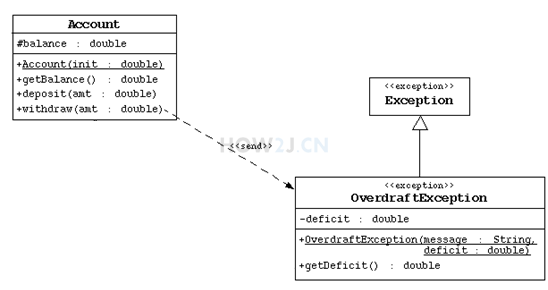 Account
#balance : double
+Account(init : double)
+getBalance() : double
+deposit(amt : double)
+withdraw(amt : double)
<<exception>>
Exception
HOW2J.CN
<<send>>
<<exception>>
OverdraftException
-deficit : double
+OverdraftException(message : String,
deficit : double)
+getDeficit() : double